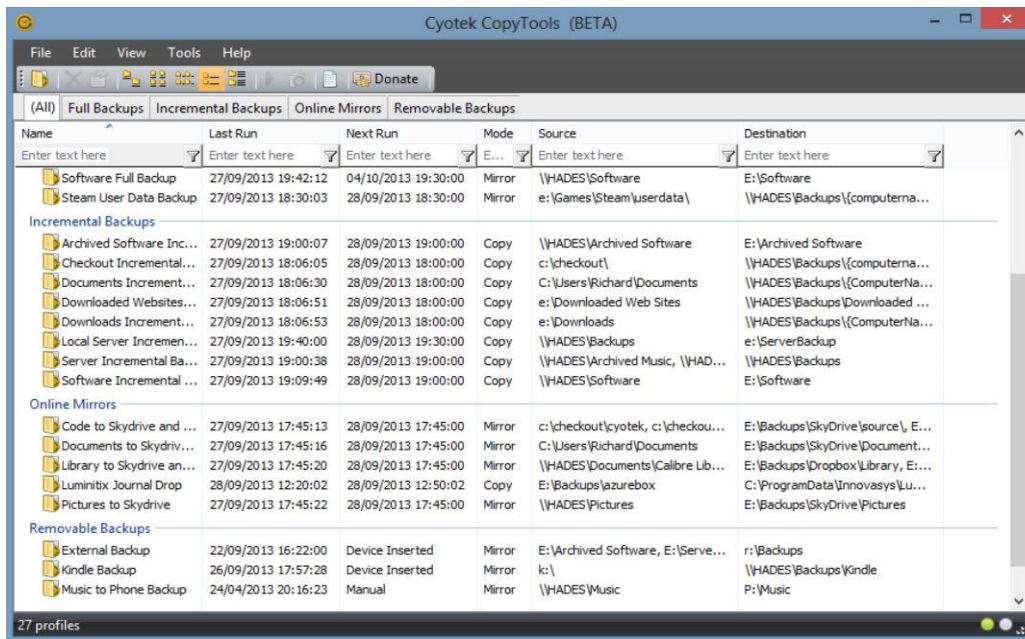 Cyotek CopyTools (BETA)
File Edit View Tools Help
Donate
(All) Full Backups Incremental Backups Online Mirrors Removable Backups
Name Last Run Next Run Mode Source Destination
Enter text here Enter text here Enter text here E... Enter text here Enter text here
Software Full Backup 27/09/2013 19:42:12 04/10/2013 19:30:00 Mirror \\HADES\Software E:\Software
Steam User Data Backup 27/09/2013 18:30:03 28/09/2013 18:30:00 Mirror e:\Games\Steam\userdata\ \\HADES\Backups\{computerna...
Incremental Backups
Archived Software Inc... 27/09/2013 19:00:07 28/09/2013 19:00:00 Copy \\HADES\Archived Software E:\Archived Software
Checkout Incremental... 27/09/2013 18:06:05 28/09/2013 18:00:00 Copy c:\checkout\ \\HADES\Backups\{computerna...
Documents Increment... 27/09/2013 18:06:30 28/09/2013 18:00:00 Copy C:\Users\Richard\Documents \\HADES\Backups\{ComputerNa...
Downloaded Websites... 27/09/2013 18:06:51 28/09/2013 18:00:00 Copy e:\Downloaded Web Sites \\HADES\Backups\Downloaded ...
Downloads Increment... 27/09/2013 18:06:53 28/09/2013 18:00:00 Copy e:\Downloads \\HADES\Backups\{ComputerNa...
Local Server Incremen... 27/09/2013 19:40:00 28/09/2013 19:30:00 Copy \\HADES\Backups e:\ServerBackup
Server Incremental Ba... 27/09/2013 19:00:38 28/09/2013 19:00:00 Copy \\HADES\Archived Music, \\HAD... \\HADES\Backups
Software Incremental ... 27/09/2013 19:09:49 28/09/2013 19:00:00 Copy \\HADES\Software E:\Software
Online Mirrors
Code to Skydrive and ... 27/09/2013 17:45:13 28/09/2013 17:45:00 Mirror c:\checkout\cyotek, c:\checkou... E:\Backups\SkyDrive\source\, E...
Documents to Skydriv... 27/09/2013 17:45:16 28/09/2013 17:45:00 Mirror C:\Users\Richard\Documents E:\Backups\SkyDrive\Document...
Library to Skydrive an... 27/09/2013 17:45:20 28/09/2013 17:45:00 Mirror \\HADES\Documents\Calibre Lib... E:\Backups\Dropbox\Library, E:...
Luminitix Journal Drop 28/09/2013 12:20:02 28/09/2013 12:50:02 Copy E:\Backups\azurebox C:\ProgramData\Innovasys\Lu...
Pictures to Skydrive 27/09/2013 17:45:22 28/09/2013 17:45:00 Mirror \\HADES\Pictures E:\Backups\SkyDrive\Pictures
Removable Backups
External Backup 22/09/2013 16:22:00 Device Inserted Mirror E:\Archived Software, E:\Serve... r:\Backups
Kindle Backup 26/09/2013 17:57:28 Device Inserted Mirror k:\ \\HADES\Backups\Kindle
Music to Phone Backup 24/04/2013 20:16:23 Manual Mirror \\HADES\Music P:\Music
27 profiles